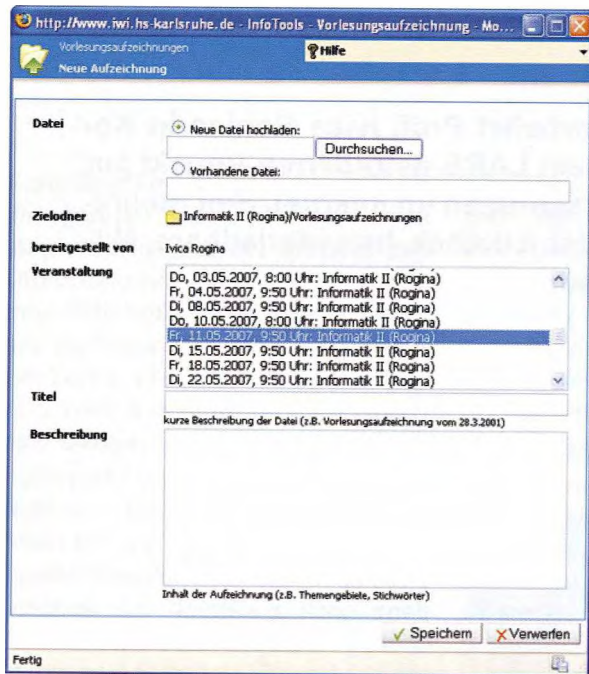 http://www.iwi.hs-karlsruhe.de - InfoTools - Vorlesungsaufzeichnung - Mo...
Vorlesungsaufzeichnungen
Neue Aufzeichnung
Hilfe
Datei
Neue Datei hochladen:
Durchsuchen...
Vorhandene Datei:
Zielodner
Informatik II (Rogina)/Vorlesungsaufzeichnungen
bereitgestellt von
Ivica Rogina
Veranstaltung
Do, 03.05.2007, 8:00 Uhr: Informatik II (Rogina)
Fr, 04.05.2007, 9:50 Uhr: Informatik II (Rogina)
Di, 08.05.2007, 9:50 Uhr: Informatik II (Rogina)
Do, 10.05.2007, 8:00 Uhr: Informatik II (Rogina)
Fr, 11.05.2007, 9:50 Uhr: Informatik II (Rogina)
Di, 15.05.2007, 9:50 Uhr: Informatik II (Rogina)
Fr, 18.05.2007, 9:50 Uhr: Informatik II (Rogina)
Di, 22.05.2007, 9:50 Uhr: Informatik II (Rogina)
Titel
kurze Beschreibung der Datei (z.B. Vorlesungsaufzeichnung vom 28.3.2001)
Beschreibung
Inhalt der Aufzeichnung (z.B. Themengebiete, Stichwörter)
Speichern
Verwerfen
Fertig